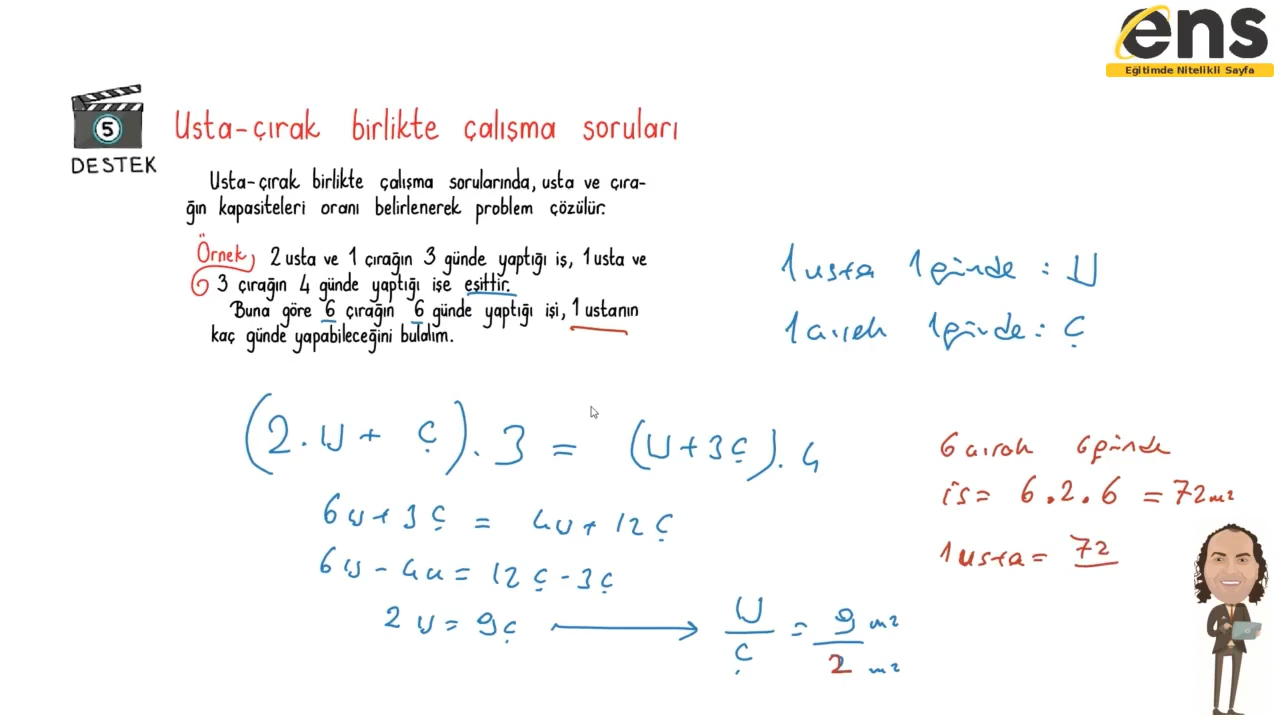 ens
Eğitimde Nitelikli Sayfa
5
DESTEK
Usta-çırak birlikte çalışma soruları
Usta-çırak birlikte çalışma sorularında, usta ve çıra-
ğın kapasiteleri oranı belirlenerek problem çözülür.
Örnek 2 usta ve 1 çırağın 3 günde yaptığı iş, 1 usta ve
3 çırağın 4 günde yaptığı işe eşittir.
Buna göre 6 çırağın 6 günde yaptığı işi, 1 ustanın
kaç günde yapabileceğini bulalım.
1 usta 1 günde : U
1 çırak 1 günde : Ç
(2.U + Ç).3 = (U+3Ç).4
6U+3Ç = 4U+12Ç
6U-4U = 12Ç-3Ç
2U = 9Ç → U/Ç = 9 m²/2 m²
6 çırak 6 günde
iş = 6.2.6 = 72 m²
1 usta = 72